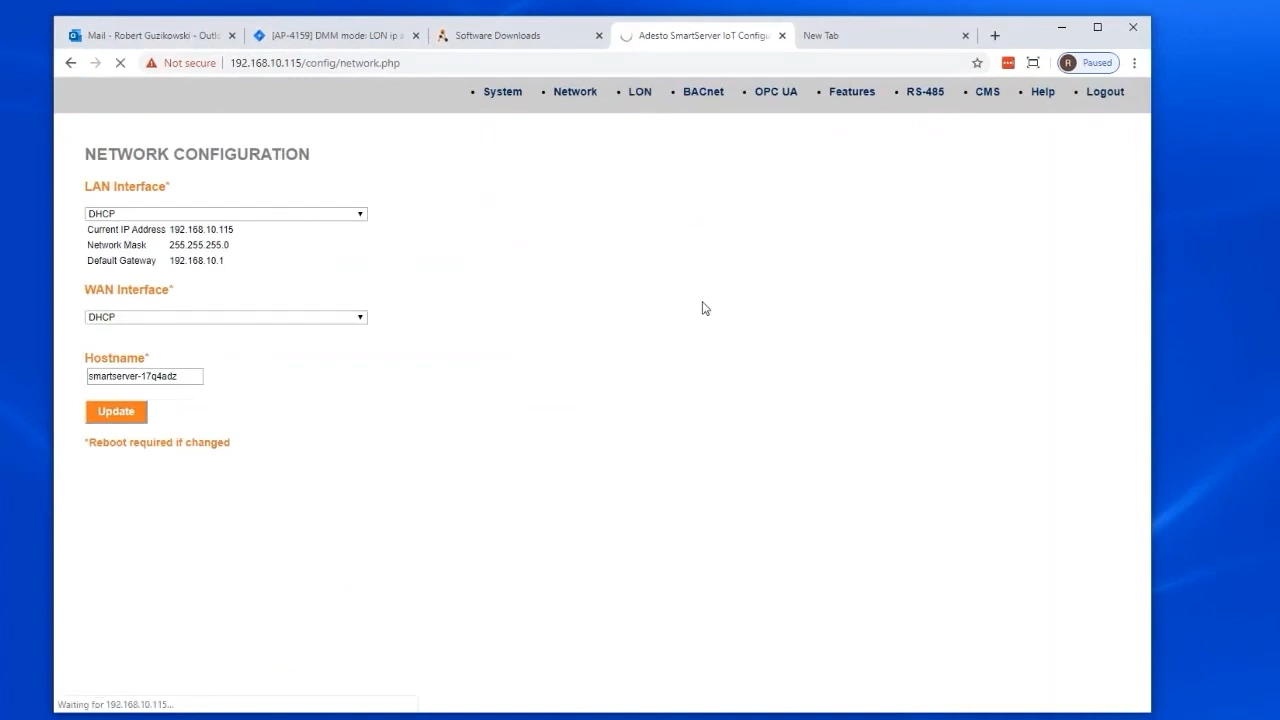 Mail - Robert Guzikowski - Outl
[AP-4159] DMM mode: LON ip a
Software Downloads
Adesto SmartServer IoT Configu
New Tab
Not secure
192.168.10.115/config/network.php
R Paused
• System • Network • LON • BACnet • OPC UA • Features • RS-485 • CMS • Help • Logout
NETWORK CONFIGURATION
LAN Interface*
DHCP
Current IP Address 192.168.10.115
Network Mask 255.255.255.0
Default Gateway 192.168.10.1
WAN Interface*
DHCP
Hostname*
smartserver-17q4adz
Update
*Reboot required if changed
Waiting for 192.168.10.115...